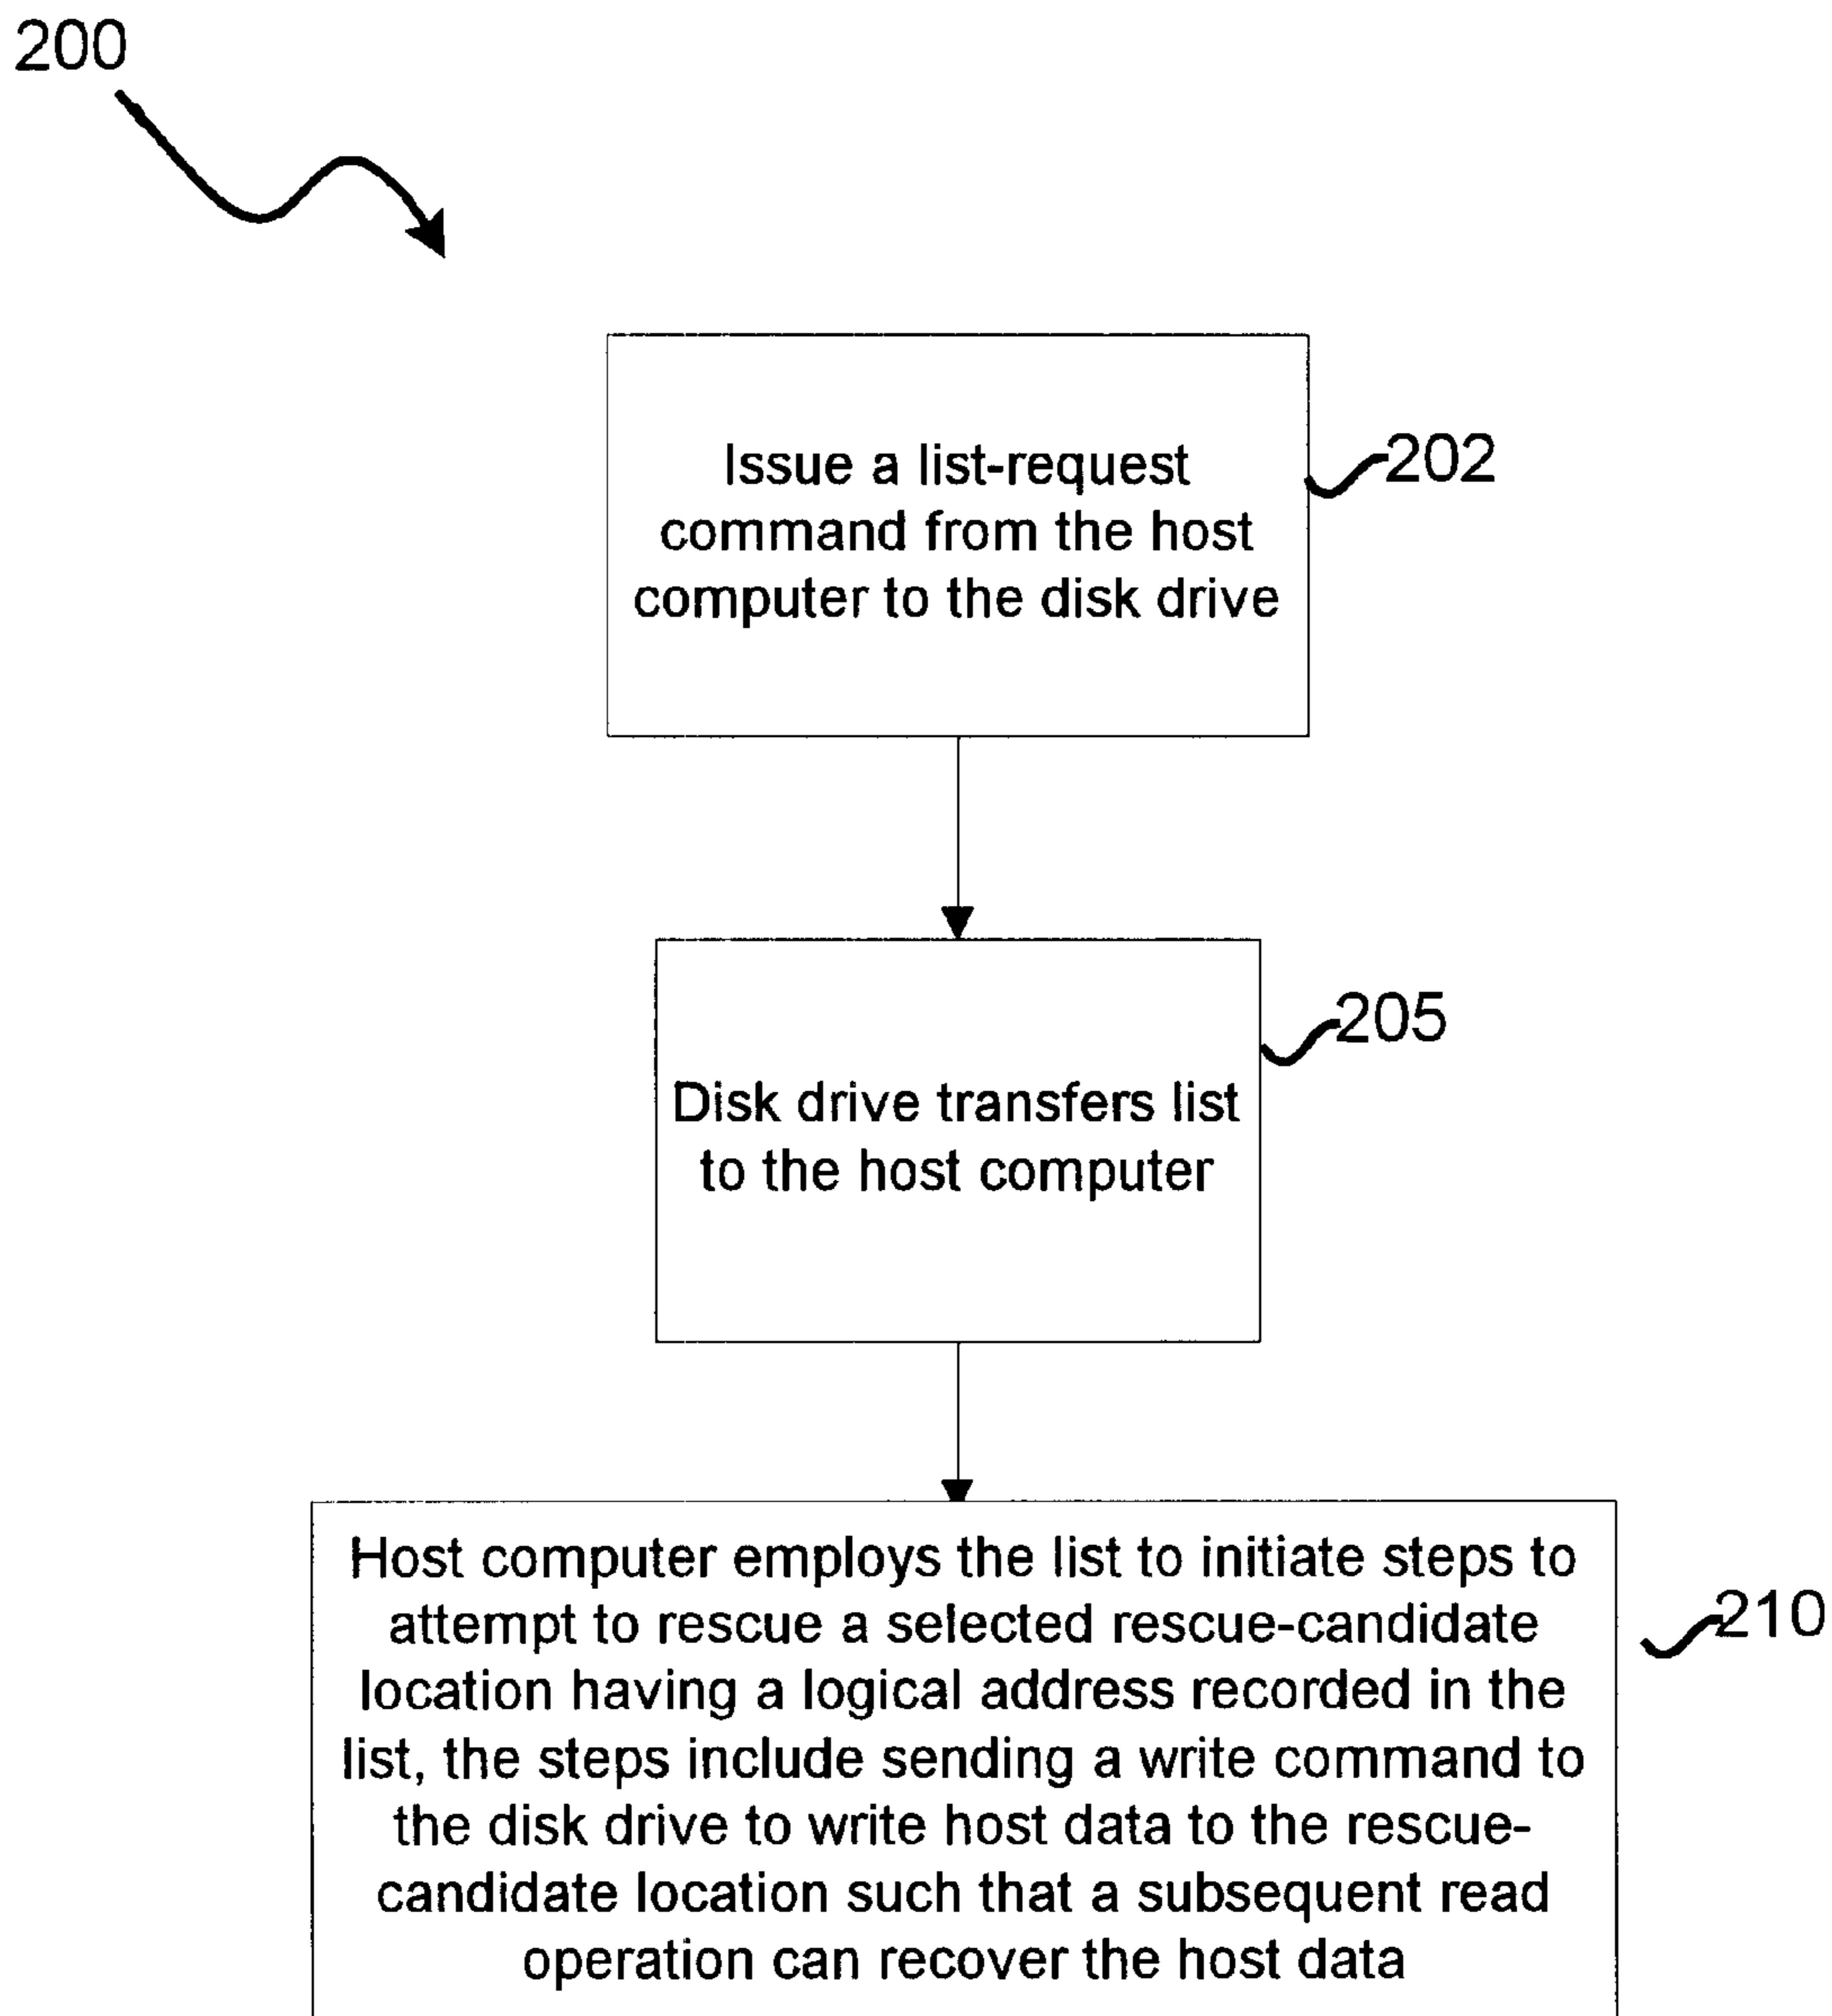 200
Issue a list-request
command from the host
computer to the disk drive
202
Disk drive transfers list
to the host computer
205
Host computer employs the list to initiate steps to
attempt to rescue a selected rescue-candidate
location having a logical address recorded in the
list, the steps include sending a write command to
the disk drive to write host data to the rescue-
candidate location such that a subsequent read
operation can recover the host data
210